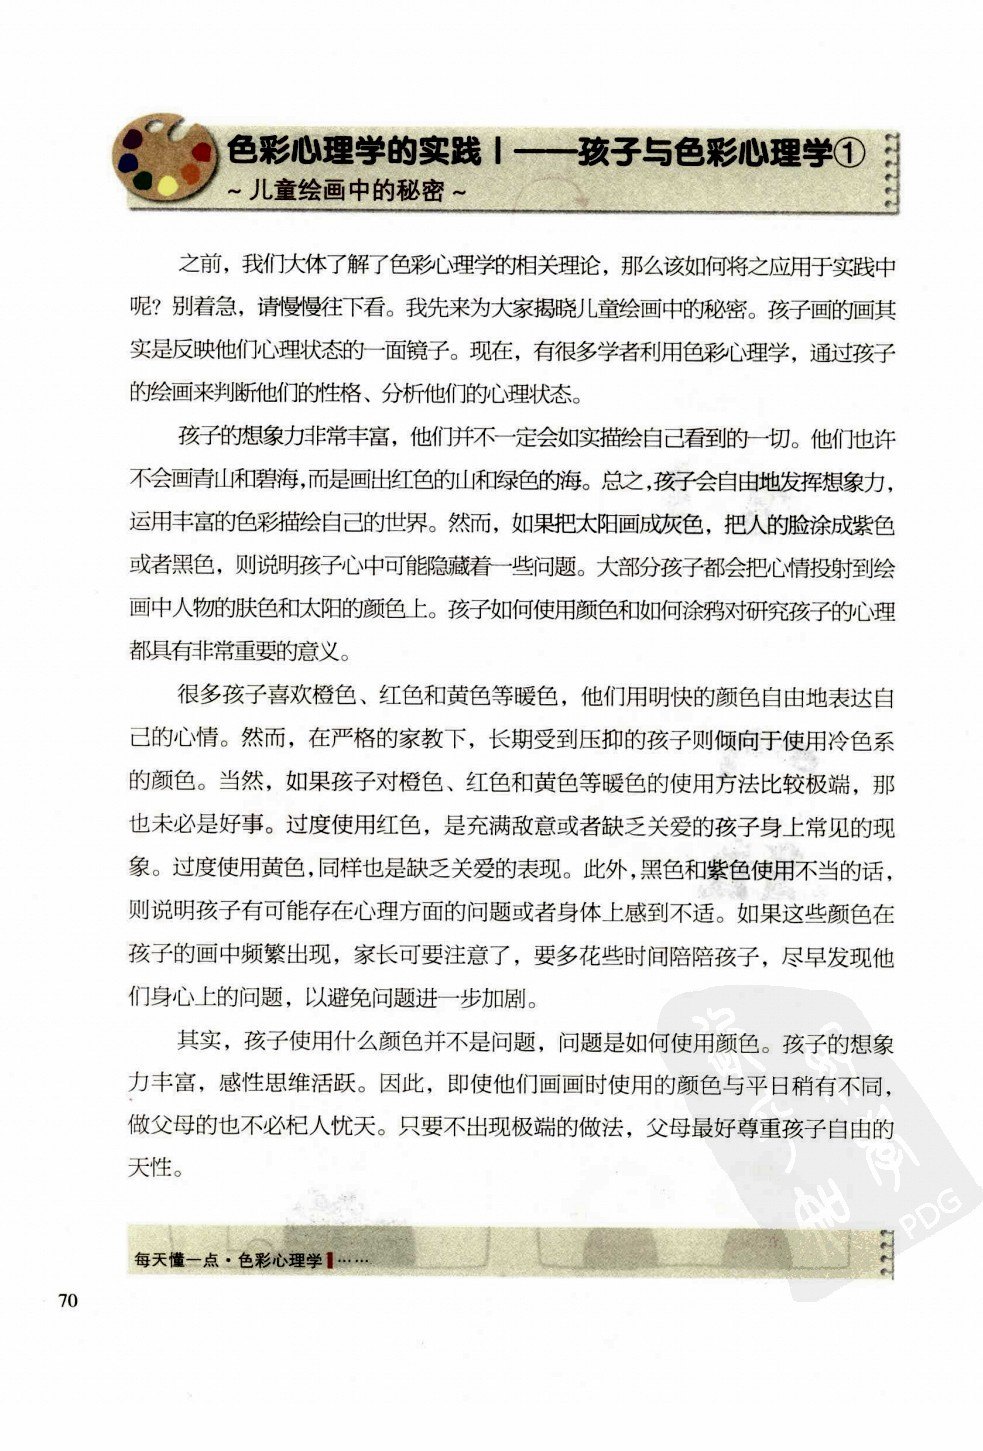 色彩心理学的实践Ⅰ——孩子与色彩心理学①
~ 儿童绘画中的秘密 ~
之前，我们大体了解了色彩心理学的相关理论，那么该如何将之应用于实践中
呢？别着急，请慢慢往下看。我先来为大家揭晓儿童绘画中的秘密。孩子画的画其
实是反映他们心理状态的一面镜子。现在，有很多学者利用色彩心理学，通过孩子
的绘画来判断他们的性格、分析他们的心理状态。
孩子的想象力非常丰富，他们并不一定会如实描绘自己看到的一切。他们也许
不会画青山和碧海，而是画出红色的山和绿色的海。总之，孩子会自由地发挥想象力，
运用丰富的色彩描绘自己的世界。然而，如果把太阳画成灰色，把人的脸涂成紫色
或者黑色，则说明孩子心中可能隐藏着一些问题。大部分孩子都会把心情投射到绘
画中人物的肤色和太阳的颜色上。孩子如何使用颜色和如何涂鸦对研究孩子的心理
都具有非常重要的意义。
很多孩子喜欢橙色、红色和黄色等暖色，他们用明快的颜色自由地表达自
己的心情。然而，在严格的家教下，长期受到压抑的孩子则倾向于使用冷色系
的颜色。当然，如果孩子对橙色、红色和黄色等暖色的使用方法比较极端，那
也未必是好事。过度使用红色，是充满敌意或者缺乏关爱的孩子身上常见的现
象。过度使用黄色，同样也是缺乏关爱的表现。此外，黑色和紫色使用不当的话，
则说明孩子有可能存在心理方面的问题或者身体上感到不适。如果这些颜色在
孩子的画中频繁出现，家长可要注意了，要多花些时间陪陪孩子，尽早发现他
们身心上的问题，以避免问题进一步加剧。
其实，孩子使用什么颜色并不是问题，问题是如何使用颜色。孩子的想象
力丰富，感性思维活跃。因此，即使他们画画时使用的颜色与平日稍有不同，
做父母的也不必杞人忧天。只要不出现极端的做法，父母最好尊重孩子自由的
天性。
PDG
每天懂一点·色彩心理学 ……
70